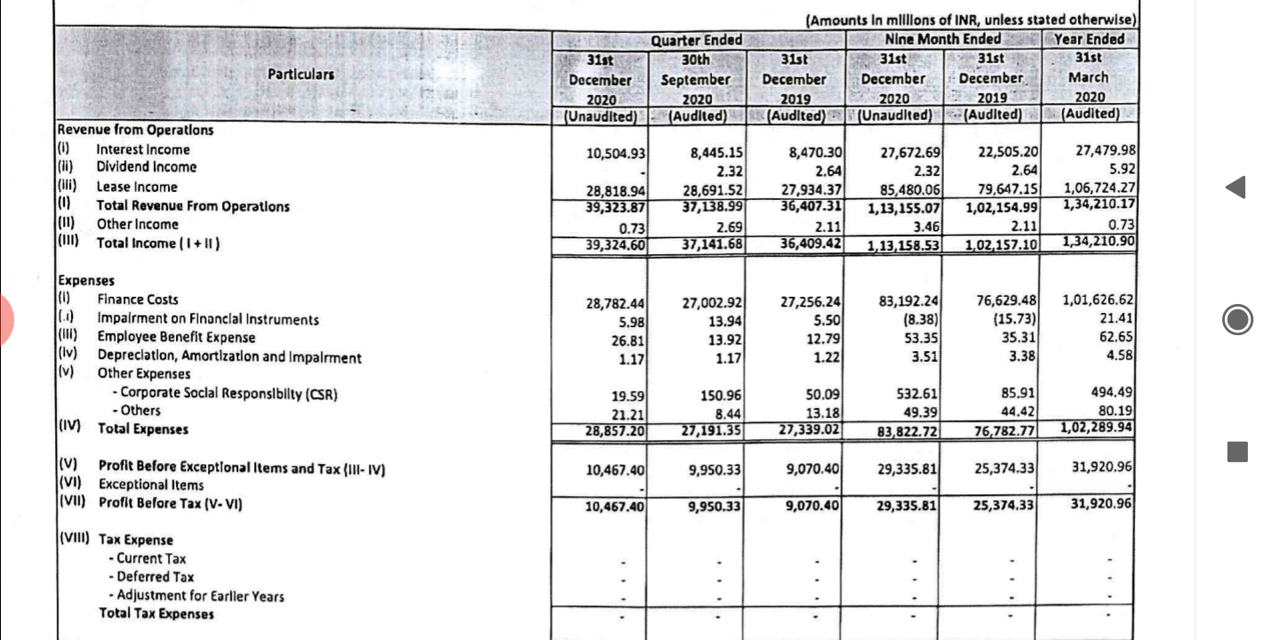 (Amounts in millions of INR, unless stated otherwise)
Particulars Quarter Ended Nine Month Ended Year Ended
31st December 2020 30th September 2020 31st December 2019 31st December 2020 31st December 2019 31st March 2020
(Unaudited) (Audited) (Audited) (Unaudited) (Audited) (Audited)
Revenue from Operations
(i) Interest Income 10,504.93 8,445.15 8,470.30 27,672.69 22,505.20 27,479.98
(ii) Dividend Income - 2.32 2.64 2.32 2.64 5.92
(iii) Lease Income 28,818.94 28,691.52 27,934.37 85,480.06 79,647.15 1,06,724.27
(I) Total Revenue From Operations 39,323.87 37,138.99 36,407.31 1,13,155.07 1,02,154.99 1,34,210.17
(II) Other Income 0.73 2.69 2.11 3.46 2.11 0.73
(III) Total Income ( I + II ) 39,324.60 37,141.68 36,409.42 1,13,158.53 1,02,157.10 1,34,210.90
Expenses
(i) Finance Costs 28,782.44 27,002.92 27,256.24 83,192.24 76,629.48 1,01,626.62
(.i) Impairment on Financial Instruments 5.98 13.94 5.50 (8.38) (15.73) 21.41
(iii) Employee Benefit Expense 26.81 13.92 12.79 53.35 35.31 62.65
(iv) Depreciation, Amortization and Impairment 1.17 1.17 1.22 3.51 3.38 4.58
(v) Other Expenses
- Corporate Social Responsibilty (CSR) 19.59 150.96 50.09 532.61 85.91 494.49
- Others 21.21 8.44 13.18 49.39 44.42 80.19
(IV) Total Expenses 28,857.20 27,191.35 27,339.02 83,822.72 76,782.77 1,02,289.94
(V) Profit Before Exceptional Items and Tax (III- IV) 10,467.40 9,950.33 9,070.40 29,335.81 25,374.33 31,920.96
(VI) Exceptional Items - - - - - -
(VII) Profit Before Tax (V- VI) 10,467.40 9,950.33 9,070.40 29,335.81 25,374.33 31,920.96
(VIII) Tax Expense
- Current Tax - - - - - -
- Deferred Tax - - - - - -
- Adjustment for Earlier Years - - - - - -
Total Tax Expenses - - - - - -